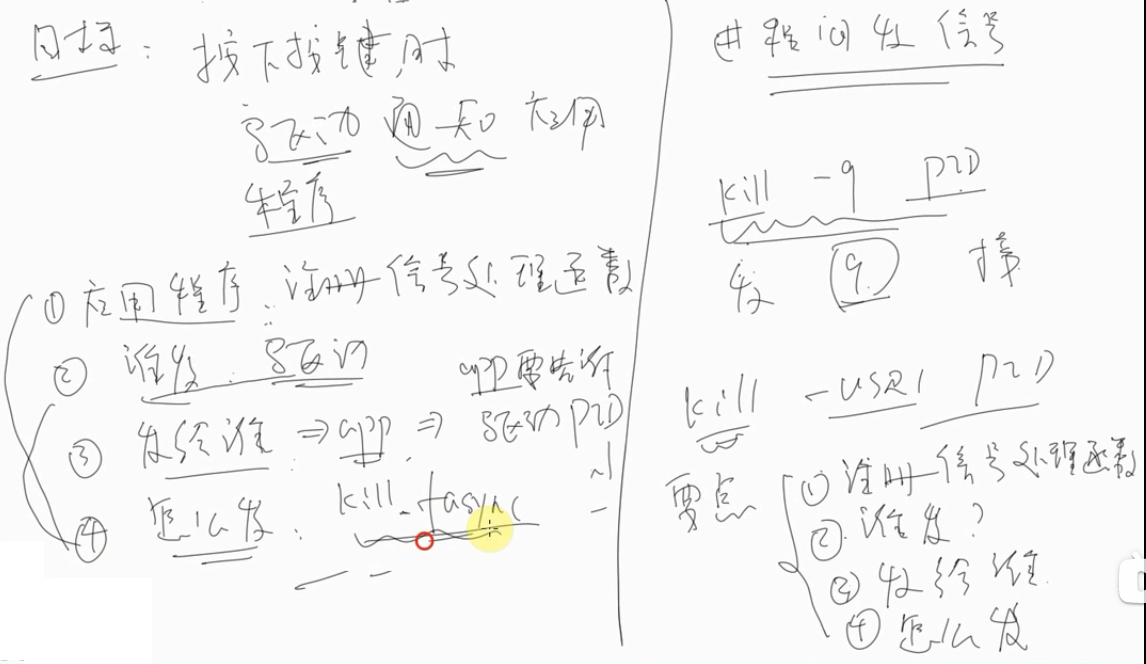 目标：按下按键时
驱动通知应用
程序
① 应用程序：注册信号处理函数
② 谁发：驱动
app要告诉
驱动PID
③ 发给谁 ⇒ app ⇒
④ 怎么发：kill_fasync
进程间发信号
kill -9 PID
发 9 接
kill -USR1 PID
要点
① 注册信号处理函数
② 谁发？
③ 发给谁
④ 怎么发